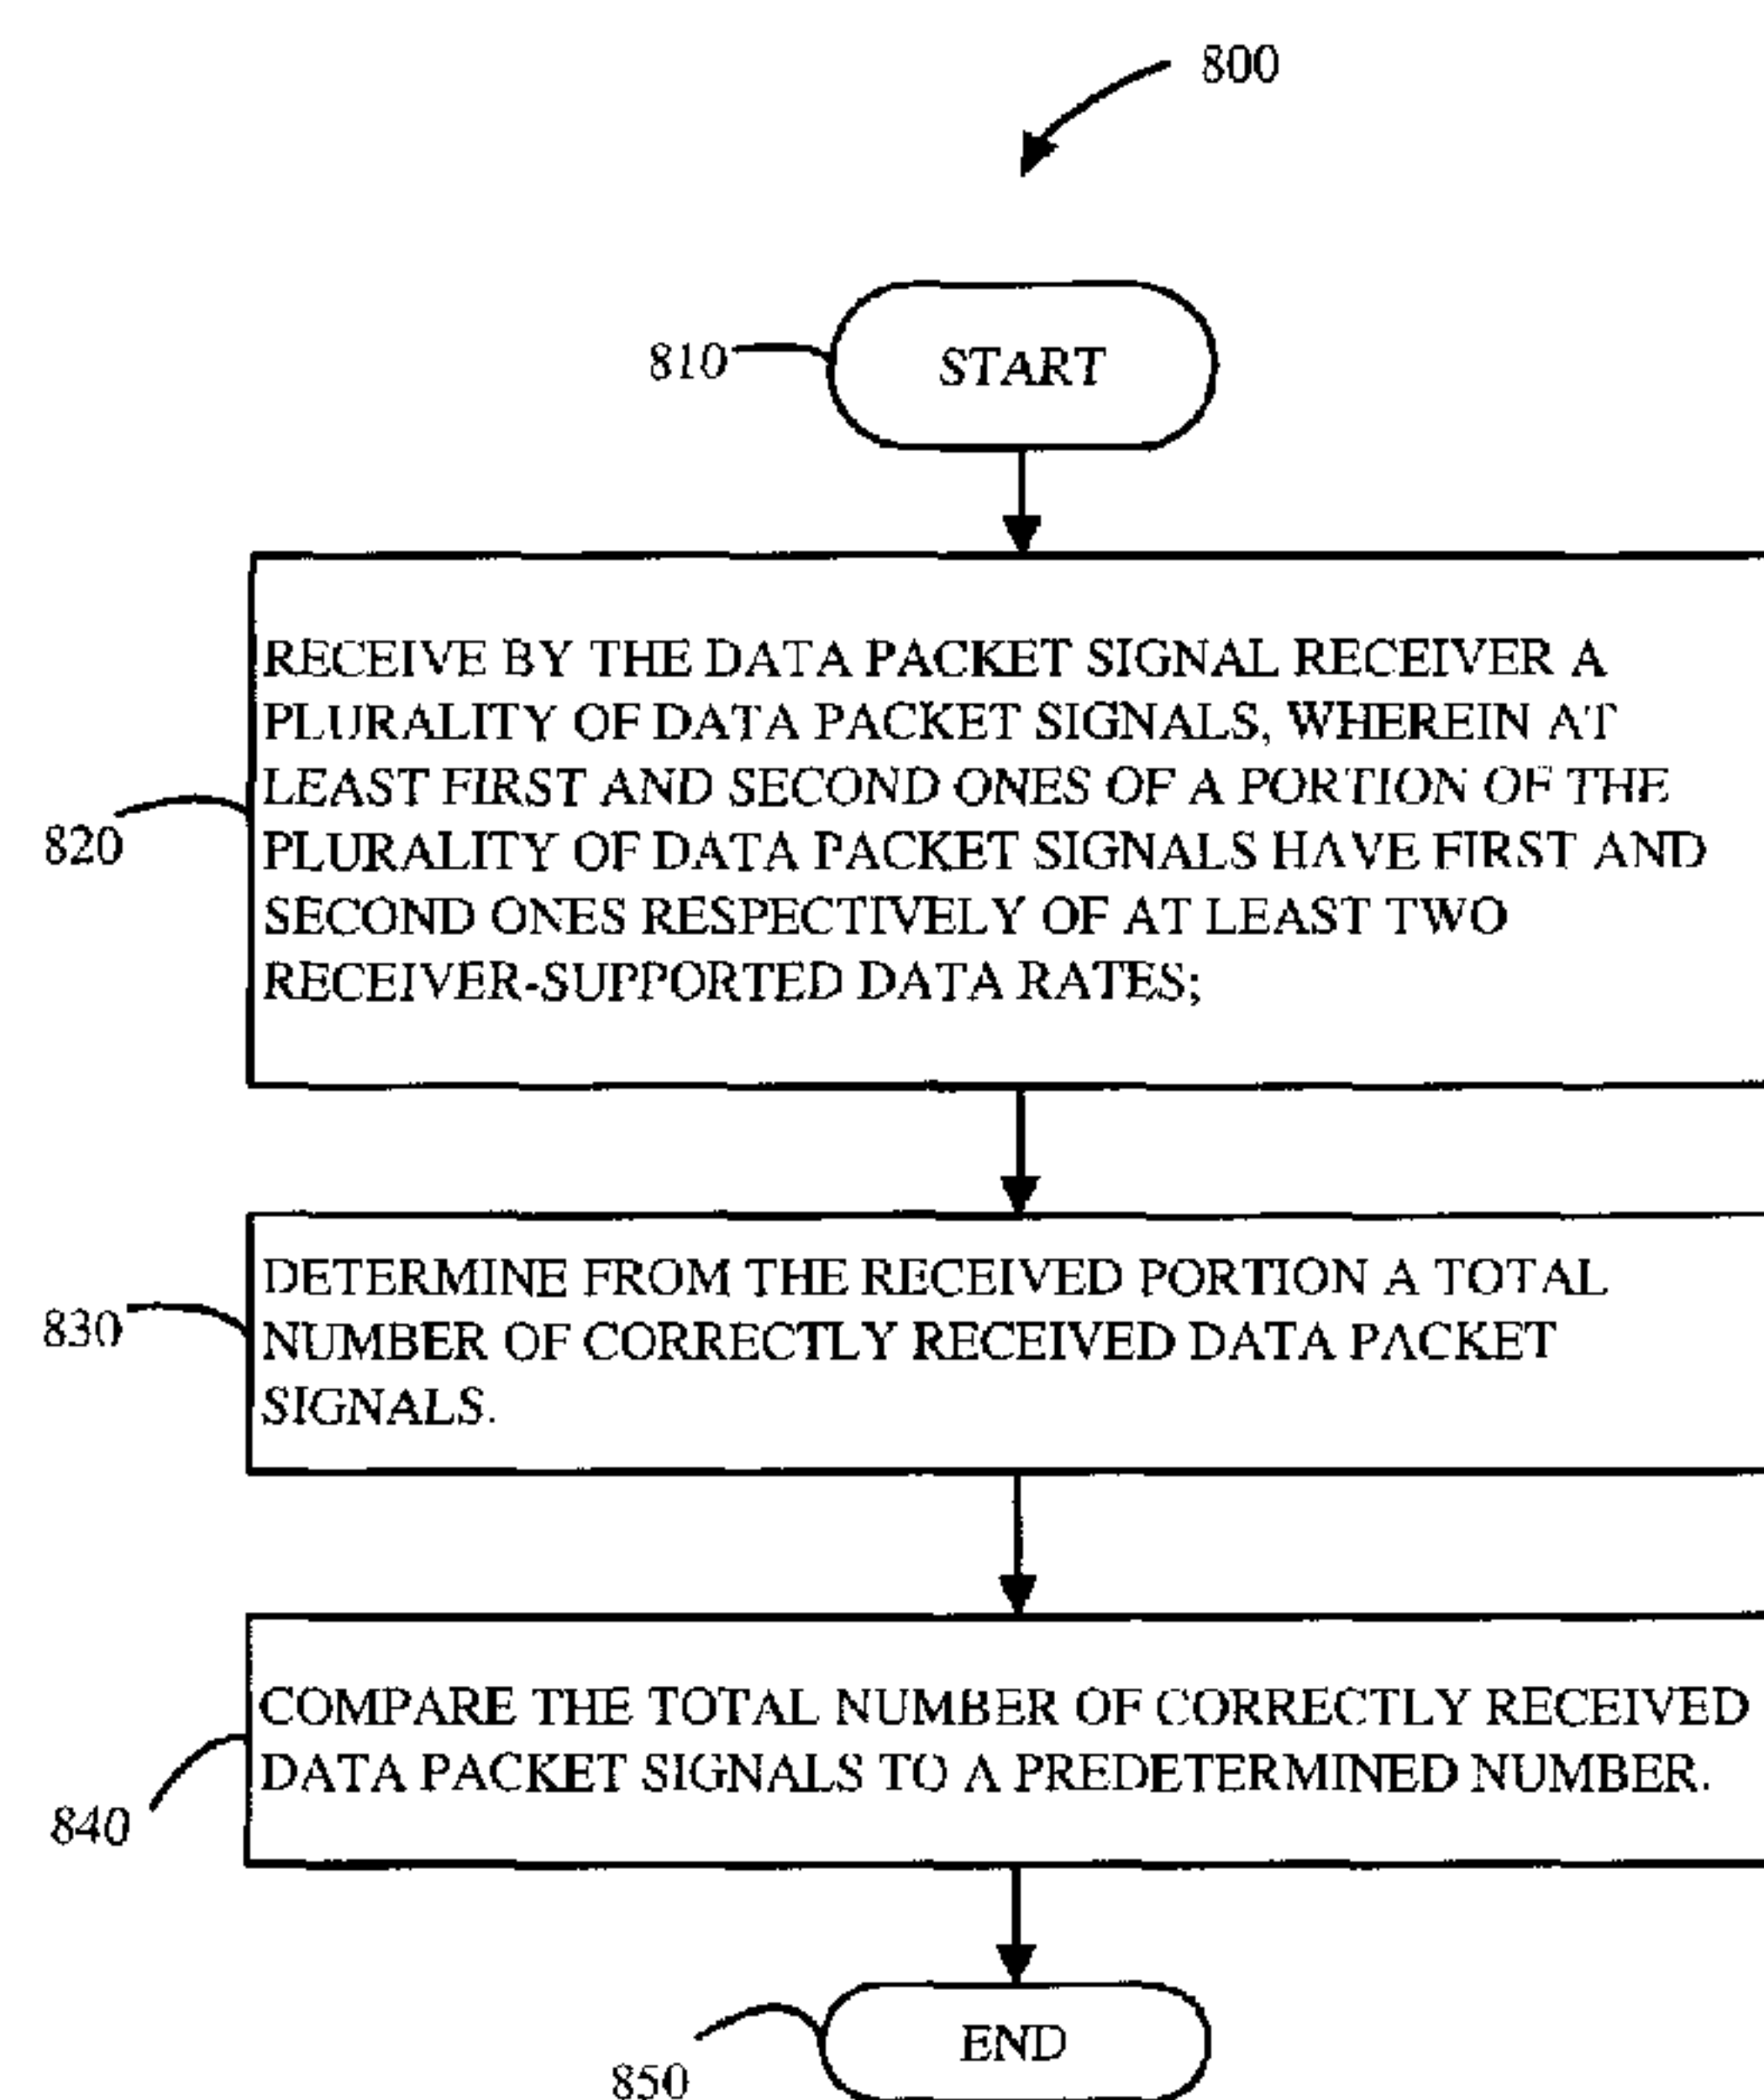 800
810
START
820
RECEIVE BY THE DATA PACKET SIGNAL RECEIVER A
PLURALITY OF DATA PACKET SIGNALS, WHEREIN AT
LEAST FIRST AND SECOND ONES OF A PORTION OF THE
PLURALITY OF DATA PACKET SIGNALS HAVE FIRST AND
SECOND ONES RESPECTIVELY OF AT LEAST TWO
RECEIVER-SUPPORTED DATA RATES;
830
DETERMINE FROM THE RECEIVED PORTION A TOTAL
NUMBER OF CORRECTLY RECEIVED DATA PACKET
SIGNALS.
840
COMPARE THE TOTAL NUMBER OF CORRECTLY RECEIVED
DATA PACKET SIGNALS TO A PREDETERMINED NUMBER.
850
END